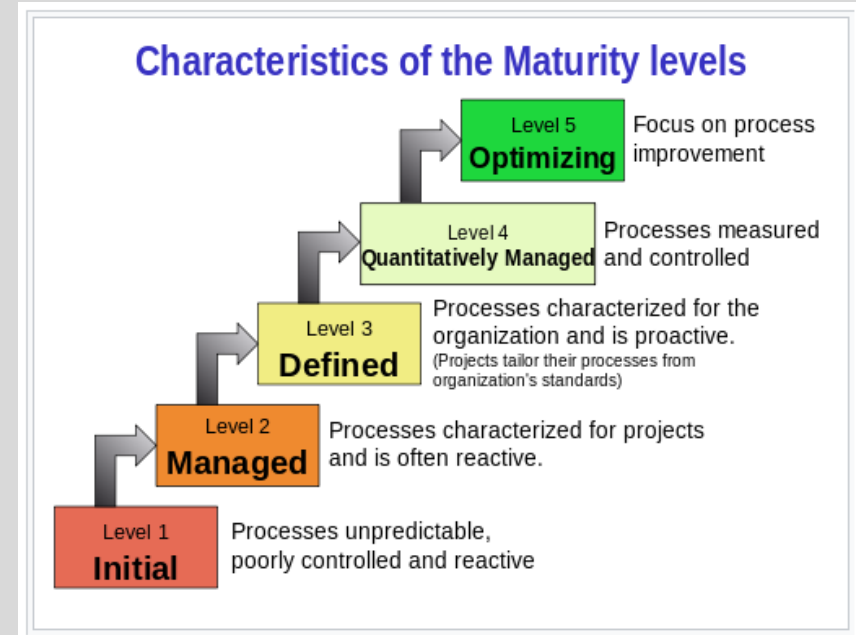 Characteristics of the Maturity levels
Level 5
Optimizing
Focus on process
improvement
Level 4
Quantitatively Managed
Processes measured
and controlled
Level 3
Defined
Processes characterized for the
organization and is proactive.
(Projects tailor their processes from
organization's standards)
Level 2
Managed
Processes characterized for projects
and is often reactive.
Level 1
Initial
Processes unpredictable,
poorly controlled and reactive